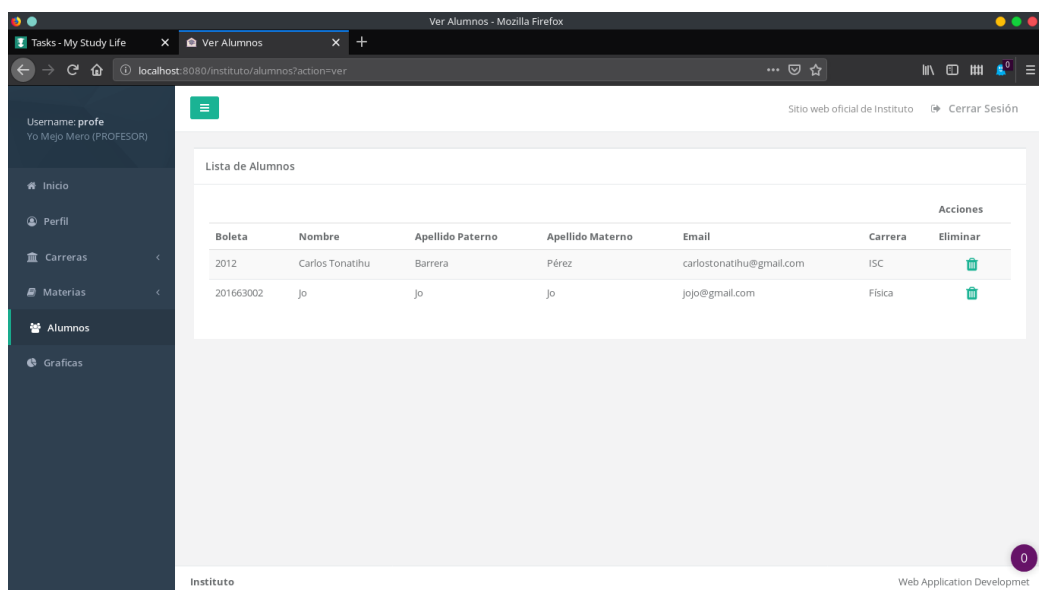 Ver Alumnos - Mozilla Firefox
Tasks - My Study Life
Ver Alumnos
localhost:8080/instituto/alumnos?action=ver
0
Username: profe
Yo Mejo Mero (PROFESOR)
Sitio web oficial de Instituto Cerrar Sesión
Inicio
Perfil
Carreras
Materias
Alumnos
Graficas
Lista de Alumnos
Acciones
Boleta Nombre Apellido Paterno Apellido Materno Email Carrera Eliminar
2012 Carlos Tonatihu Barrera Pérez carlostonatihu@gmail.com ISC
201663002 Jo Jo Jo jojo@gmail.com Física
0
Instituto Web Application Developmet